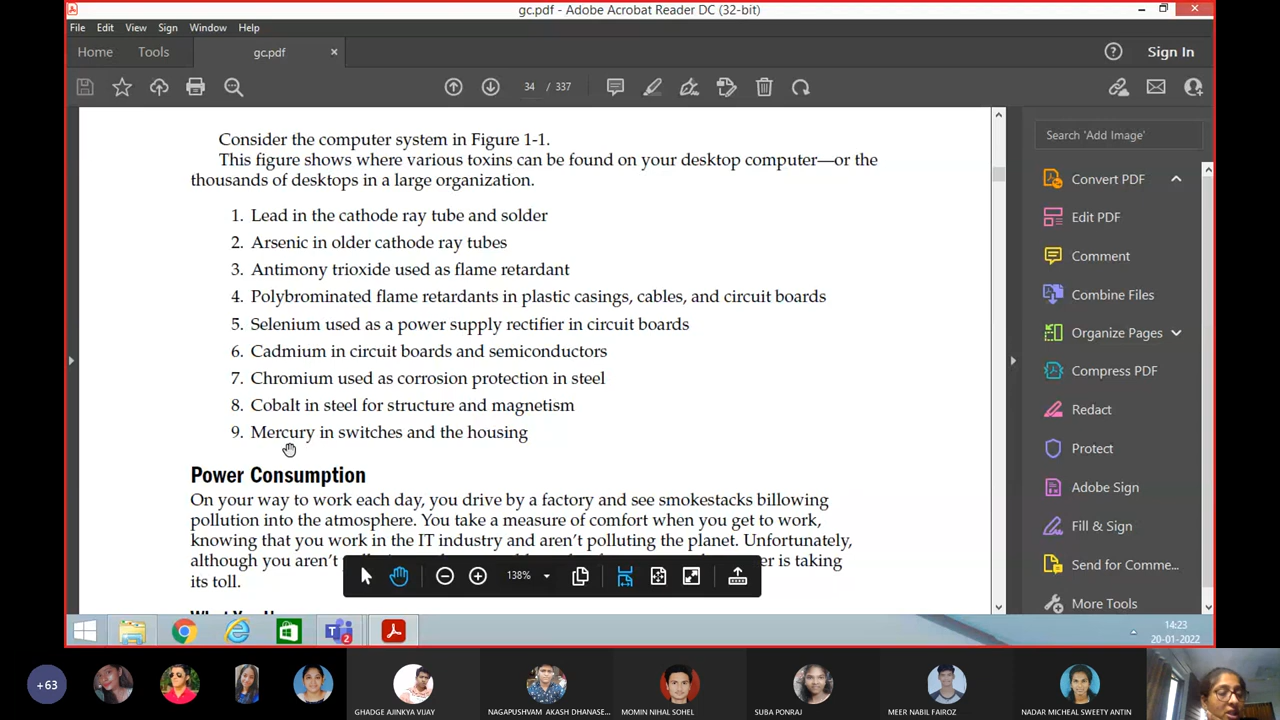 gc.pdf - Adobe Acrobat Reader DC (32-bit)
File Edit View Sign Window Help
Home Tools gc.pdf × Sign In
34 / 337
Consider the computer system in Figure 1-1.
This figure shows where various toxins can be found on your desktop computer—or the
thousands of desktops in a large organization.
1. Lead in the cathode ray tube and solder
2. Arsenic in older cathode ray tubes
3. Antimony trioxide used as flame retardant
4. Polybrominated flame retardants in plastic casings, cables, and circuit boards
5. Selenium used as a power supply rectifier in circuit boards
6. Cadmium in circuit boards and semiconductors
7. Chromium used as corrosion protection in steel
8. Cobalt in steel for structure and magnetism
9. Mercury in switches and the housing
Power Consumption
On your way to work each day, you drive by a factory and see smokestacks billowing
pollution into the atmosphere. You take a measure of comfort when you get to work,
knowing that you work in the IT industry and aren't polluting the planet. Unfortunately,
although you aren't is taking
its toll.
138%
Search 'Add Image'
Convert PDF
Edit PDF
Comment
Combine Files
Organize Pages
Compress PDF
Redact
Protect
Adobe Sign
Fill & Sign
Send for Comme...
More Tools
2
14:23
20-01-2022
+63
GHADGE AJINKYA VIJAY
NAGAPUSHVAM AKASH DHANASE...
MOMIN NIHAL SOHEL
SUBA PONRAJ
MEER NABIL FAIROZ
NADAR MICHEAL SWEETY ANTIN